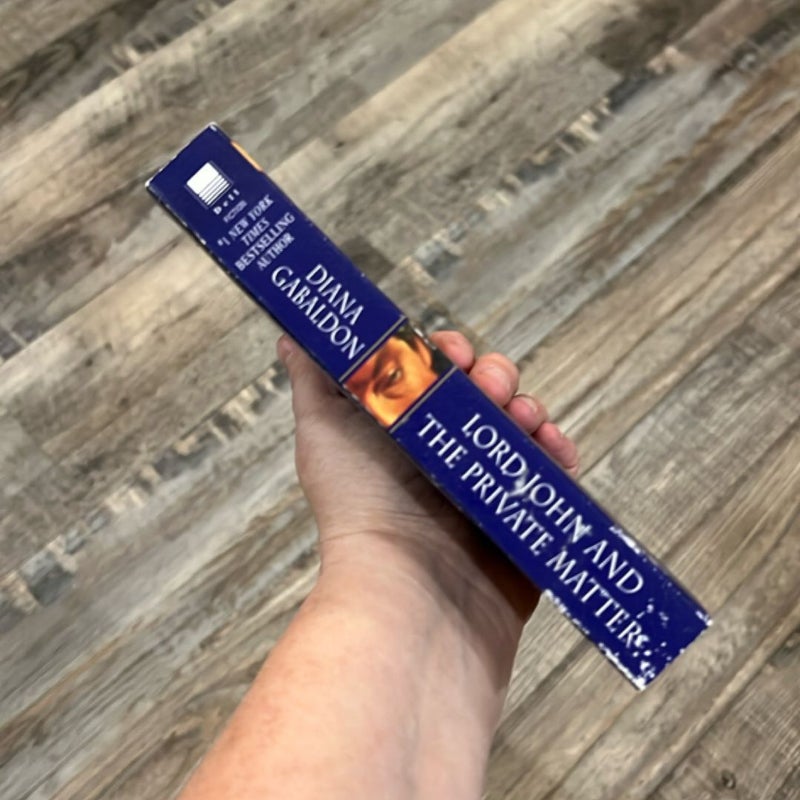 dell
FICTION
#1 NEW YORK
TIMES
BESTSELLING
AUTHOR
DIANA
GABALDON
LORD JOHN AND
THE PRIVATE MATTER